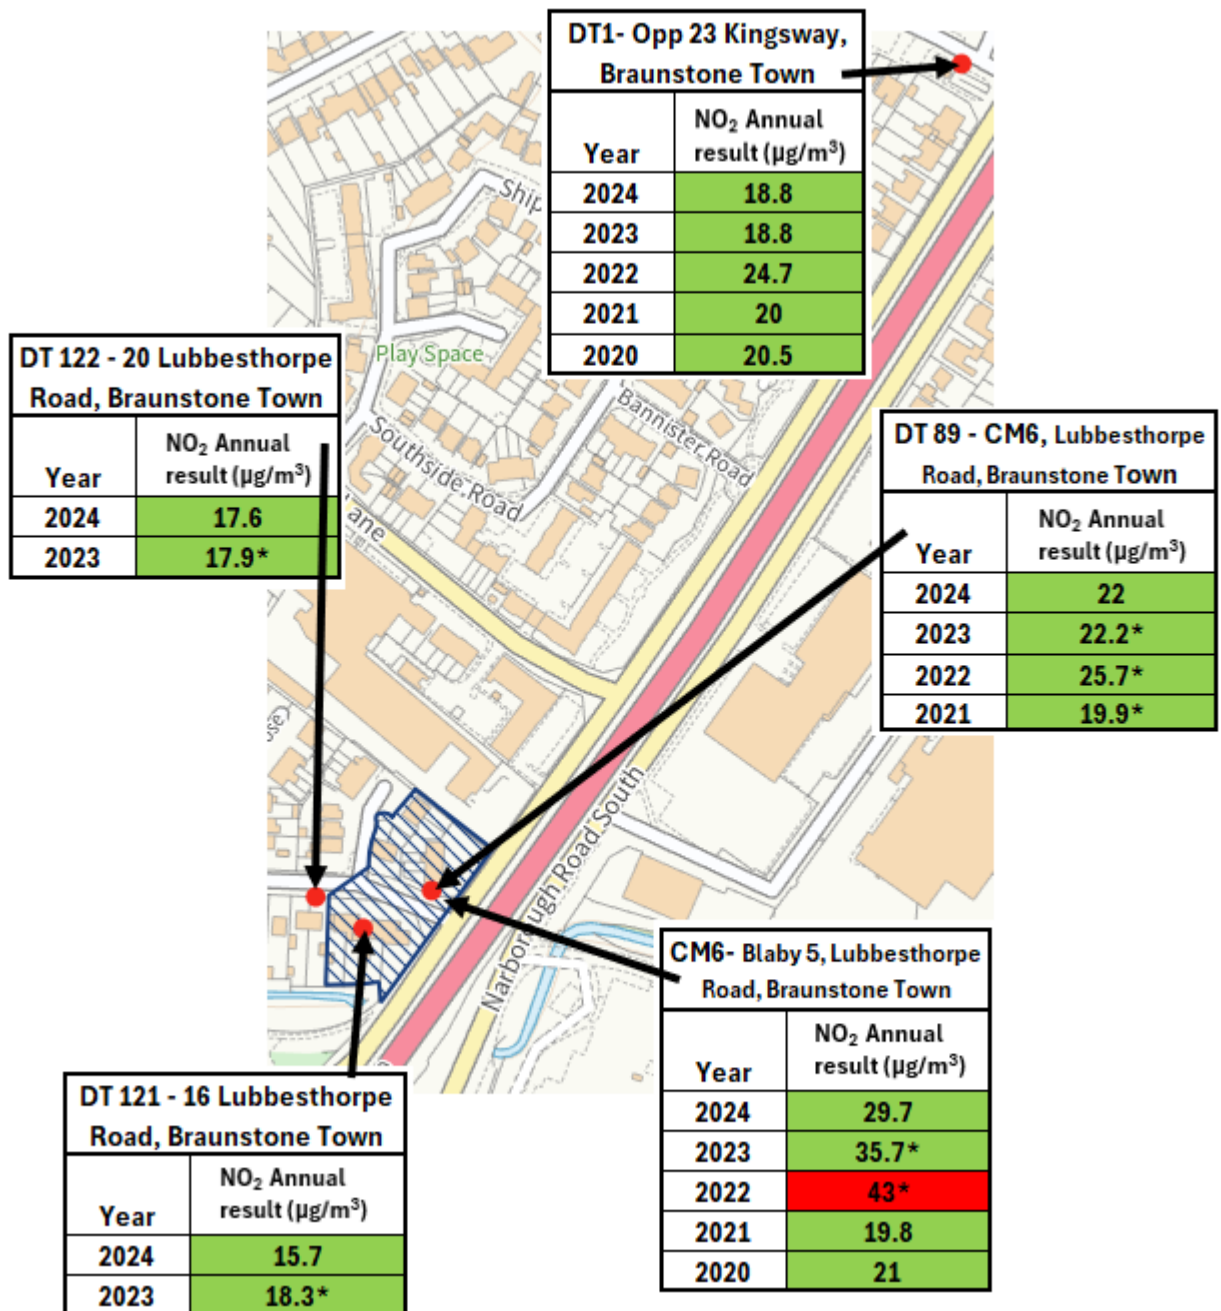 DT1- Opp 23 Kingsway,
Braunstone Town
Year NO₂ Annual
result (µg/m³)
2024 18.8
2023 18.8
2022 24.7
2021 20
2020 20.5
Ship
Play Space
Bannister Road
Southside Road
ane
DT 122 - 20 Lubbesthorpe
Road, Braunstone Town
Year NO₂ Annual
result (µg/m³)
2024 17.6
2023 17.9*
DT 89 - CM6, Lubbesthorpe
Road, Braunstone Town
Year NO₂ Annual
result (µg/m³)
2024 22
2023 22.2*
2022 25.7*
2021 19.9*
ose)
Narborough Road South
CM6- Blaby 5, Lubbesthorpe
Road, Braunstone Town
Year NO₂ Annual
result (µg/m³)
2024 29.7
2023 35.7*
2022 43*
2021 19.8
2020 21
DT 121 - 16 Lubbesthorpe
Road, Braunstone Town
Year NO₂ Annual
result (µg/m³)
2024 15.7
2023 18.3*